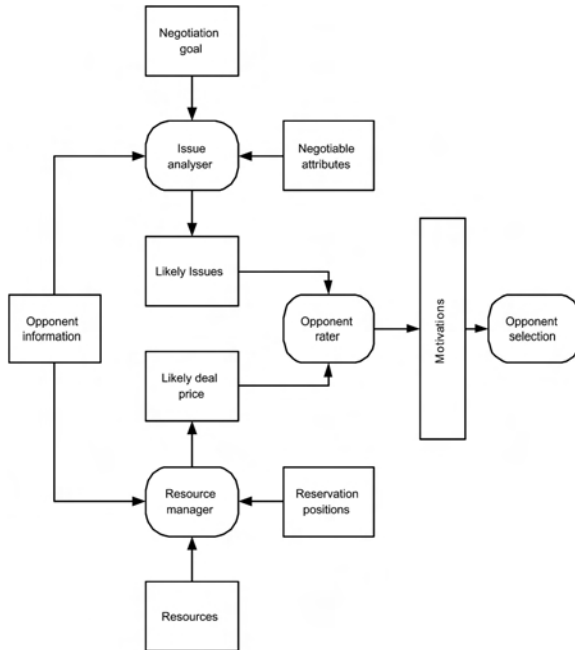 Negotiation
goal
Issue
analyser
Negotiable
attributes
Likely Issues
Opponent
information
Opponent
rater
Motivations
Opponent
selection
Likely deal
price
Resource
manager
Reservation
positions
Resources